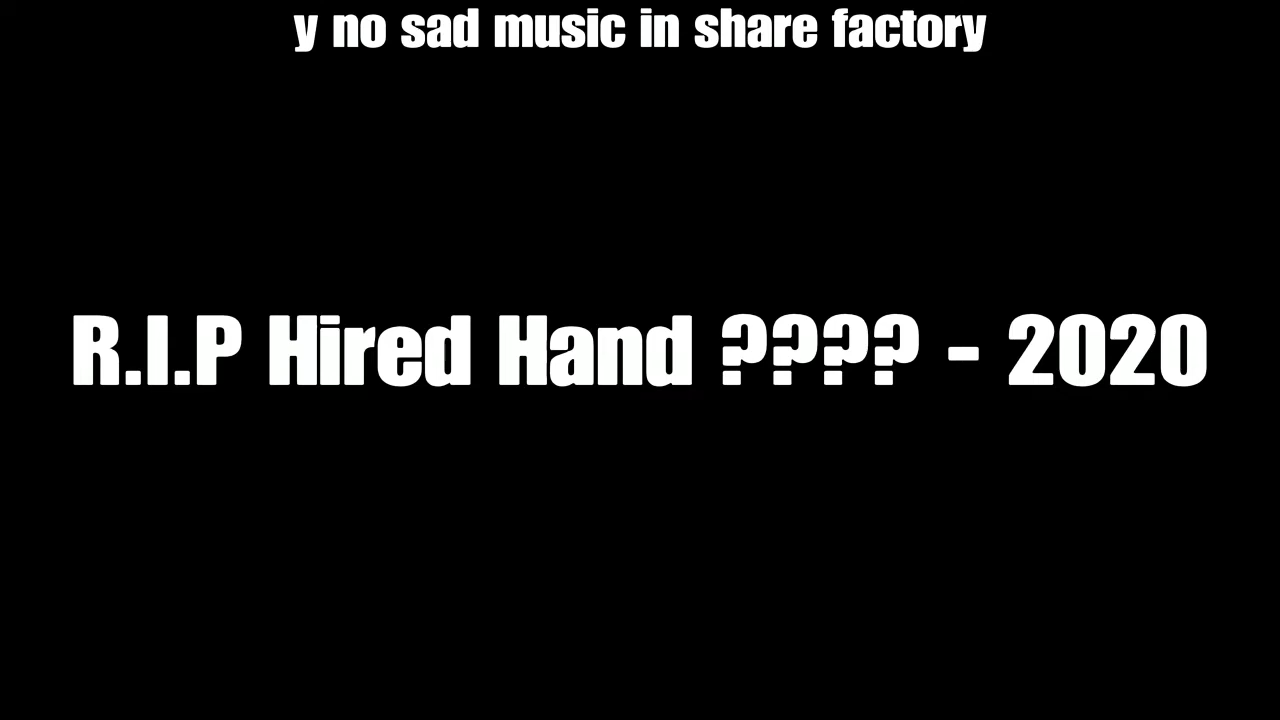 y no sad music in share factory
R.I.P Hired Hand ???? - 2020